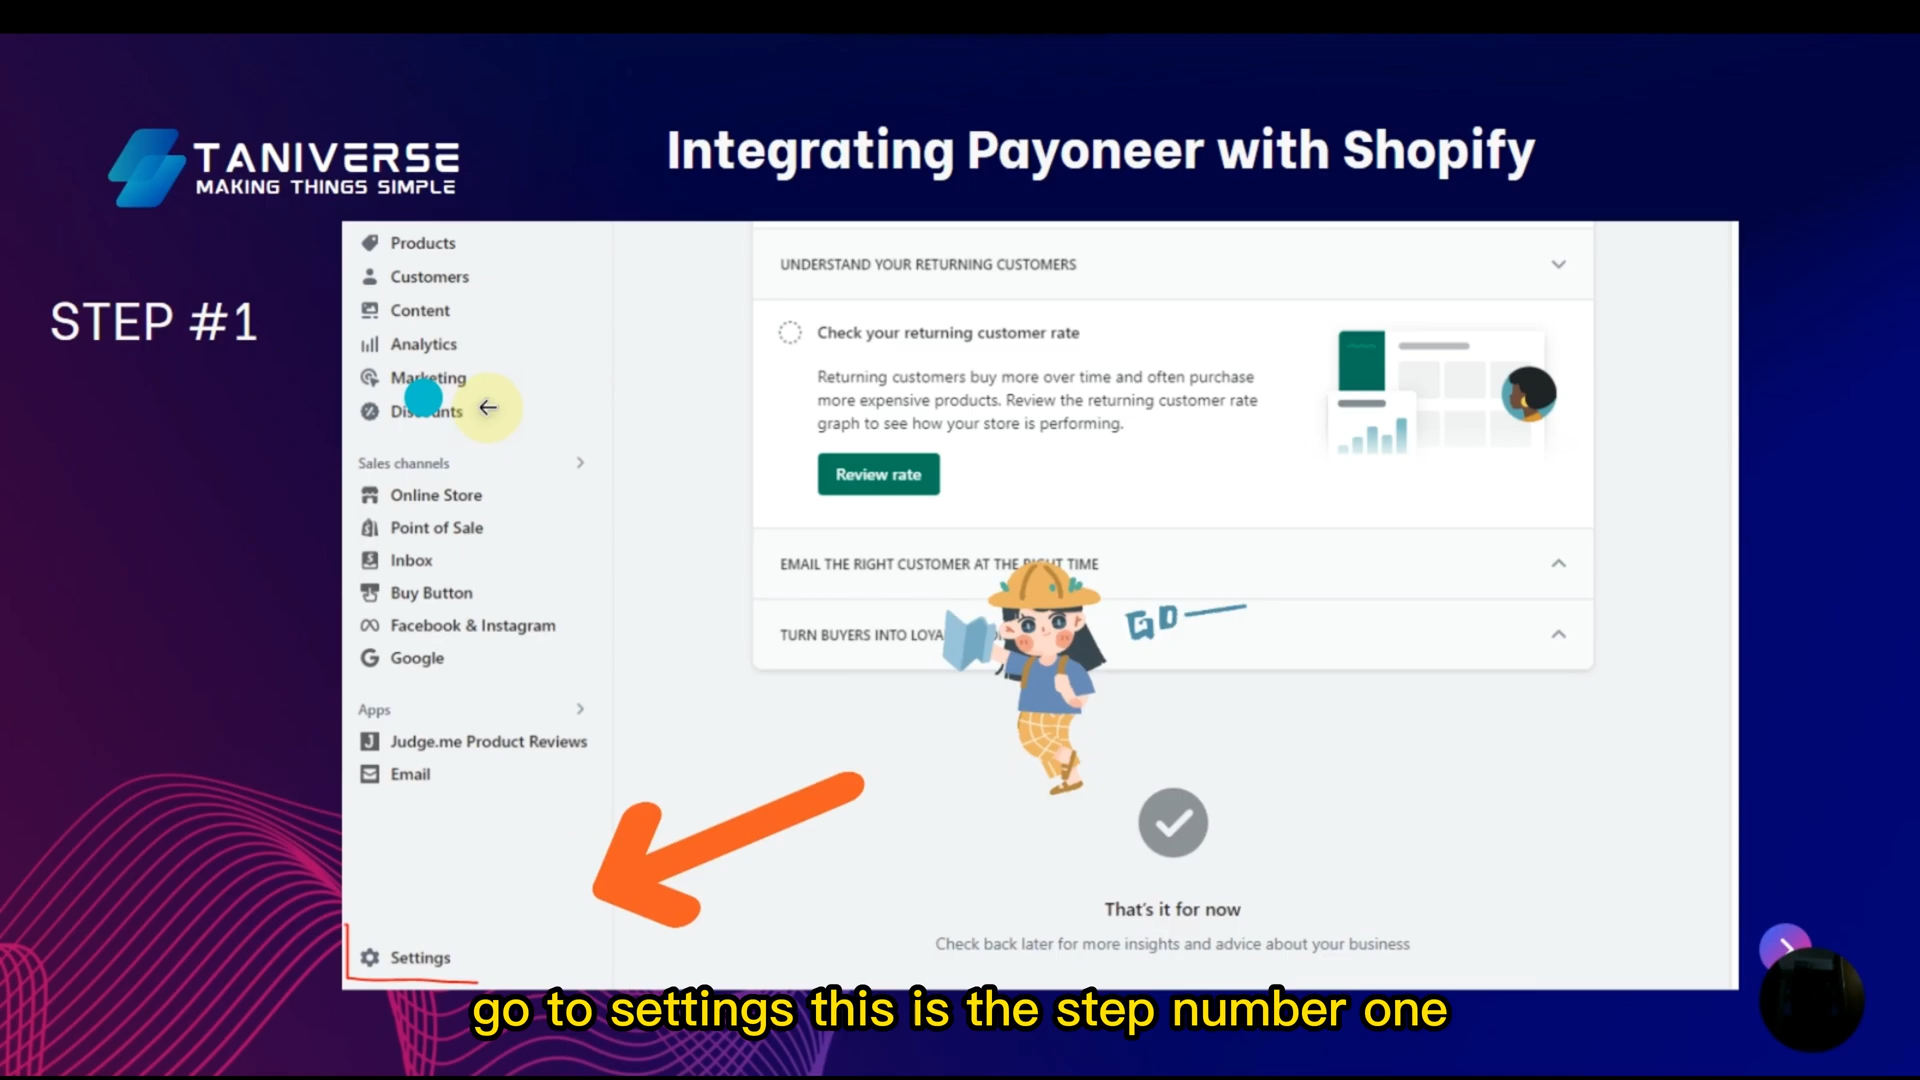 TANIVERSE
MAKING THINGS SIMPLE
Integrating Payoneer with Shopify
STEP #1
Products
Customers
Content
Analytics
Marketing
Sales channels
Online Store
Point of Sale
Inbox
Buy Button
Facebook & Instagram
Google
Apps
Judge.me Product Reviews
Email
Settings
UNDERSTAND YOUR RETURNING CUSTOMERS
Check your returning customer rate
Returning customers buy more over time and often purchase
more expensive products. Review the returning customer rate
graph to see how your store is performing.
Review rate
EMAIL THE RIGHT CUSTOMER AT THE RIGHT TIME
TURN BUYERS INTO
GO
That's it for now
Check back later for more insights and advice about your business
go to settings this is the step number one